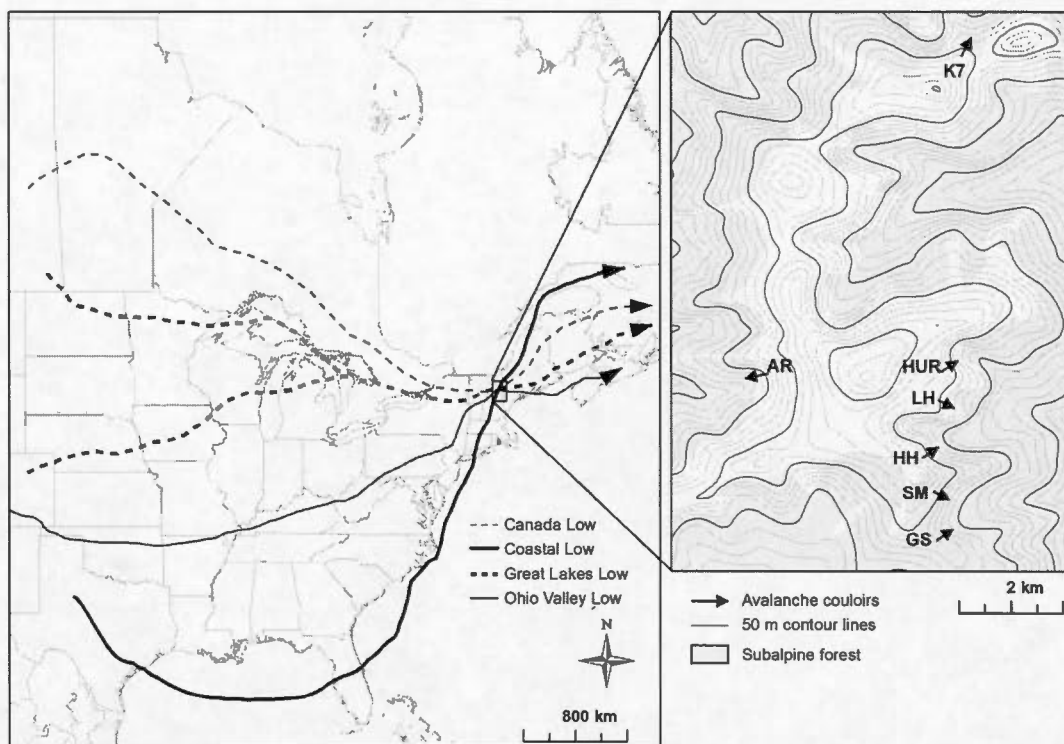 K7
AR
HUR
LH
HH
SM
GS
Canada Low
Coastal Low
Great Lakes Low
Ohio Valley Low
N
800 km
2 km
Avalanche couloirs
50 m contour lines
Subalpine forest